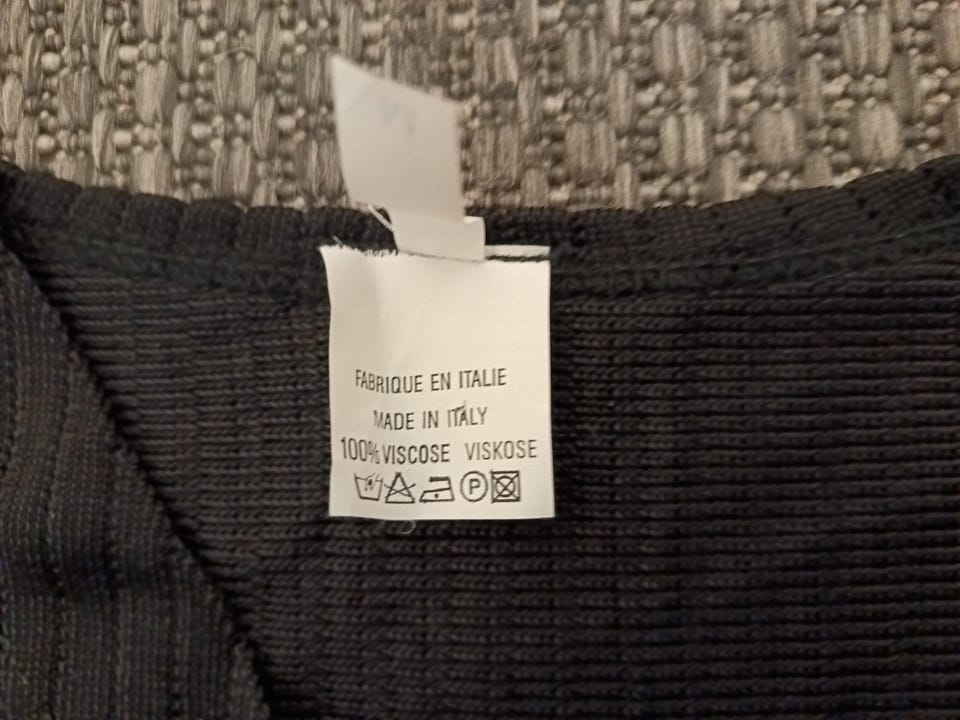 FABRIQUE EN ITALIE
MADE IN ITALY
100% VISCOSE VISKOSE
P